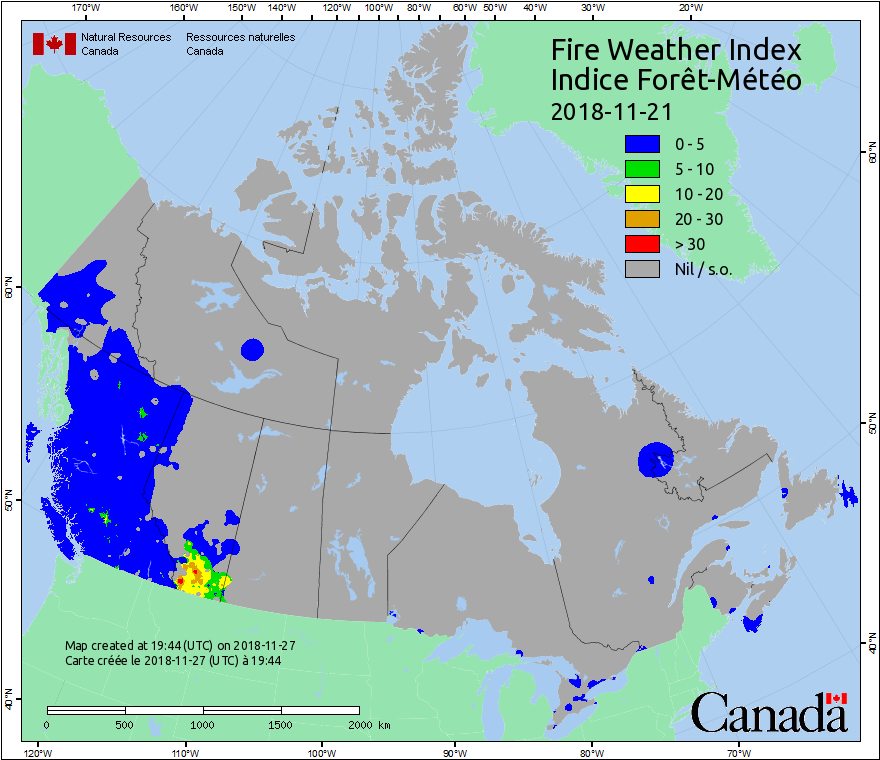 170°W 160°W 150°W 140°W 130°W 120°W 110°W 100°W 90°W 80°W 60°W 50°W 40°W 30°W 20°W
Natural Resources Canada
Ressources naturelles Canada
Fire Weather Index
Indice Forêt-Météo
2018-11-21
0 - 5
5 - 10
10 - 20
20 - 30
> 30
Nil / s.o.
60°N
50°N
40°N
60°N
50°N
40°N
Map created at 19:44 (UTC) on 2018-11-27
Carte créée le 2018-11-27 (UTC) à 19:44
0 500 1000 1500 2000 km
Canada
120°W 110°W 100°W 90°W 80°W 70°W